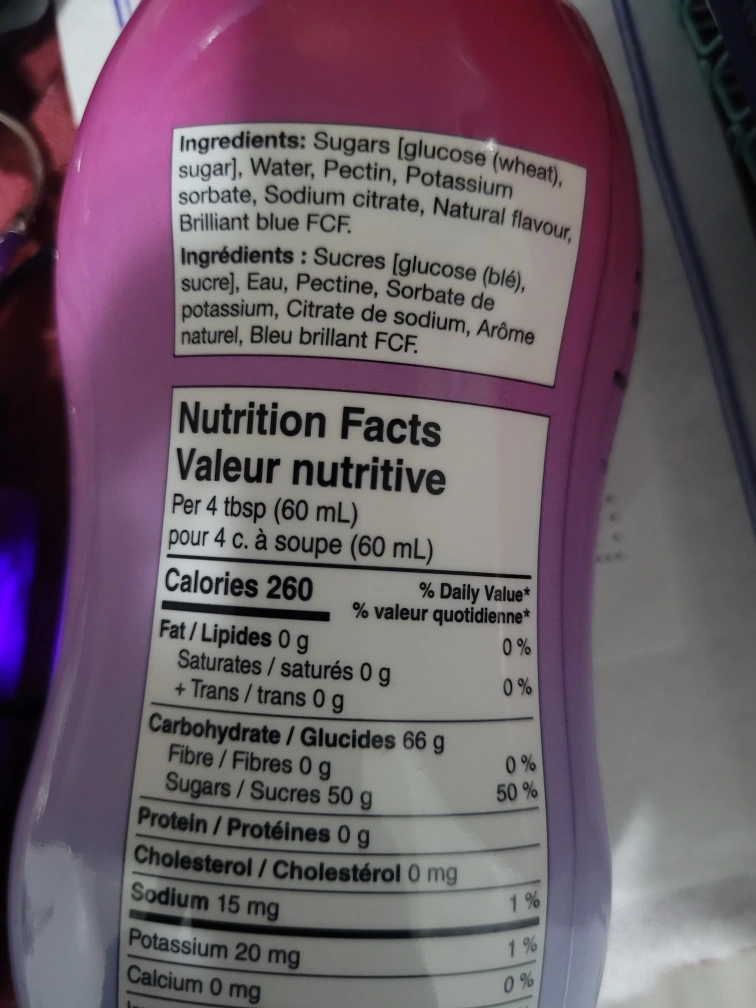 Ingredients: Sugars [glucose (wheat),
sugar], Water, Pectin, Potassium
sorbate, Sodium citrate, Natural flavour,
Brilliant blue FCF.
Ingrédients : Sucres [glucose (blé),
sucre], Eau, Pectine, Sorbate de
potassium, Citrate de sodium, Arôme
naturel, Bleu brillant FCF.
Nutrition Facts
Valeur nutritive
Per 4 tbsp (60 mL)
pour 4 c. à soupe (60 mL)
Calories 260 % Daily Value*
% valeur quotidienne*
Fat / Lipides 0 g 0 %
Saturates / saturés 0 g
+ Trans / trans 0 g 0 %
Carbohydrate / Glucides 66 g
Fibre / Fibres 0 g 0 %
Sugars / Sucres 50 g 50 %
Protein / Protéines 0 g
Cholesterol / Cholestérol 0 mg
Sodium 15 mg 1 %
Potassium 20 mg 1 %
Calcium 0 mg 0 %